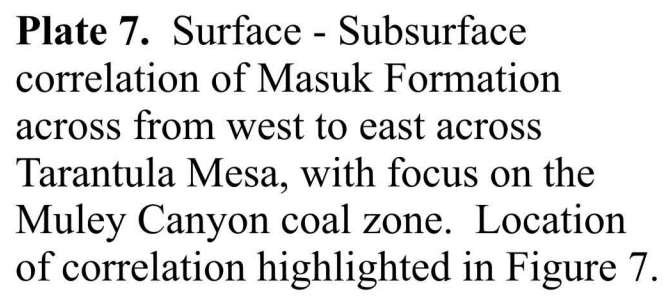 Plate 7.  Surface - Subsurface
correlation of Masuk Formation
across from west to east across
Tarantula Mesa, with focus on the
Muley Canyon coal zone.  Location
of correlation highlighted in Figure 7.